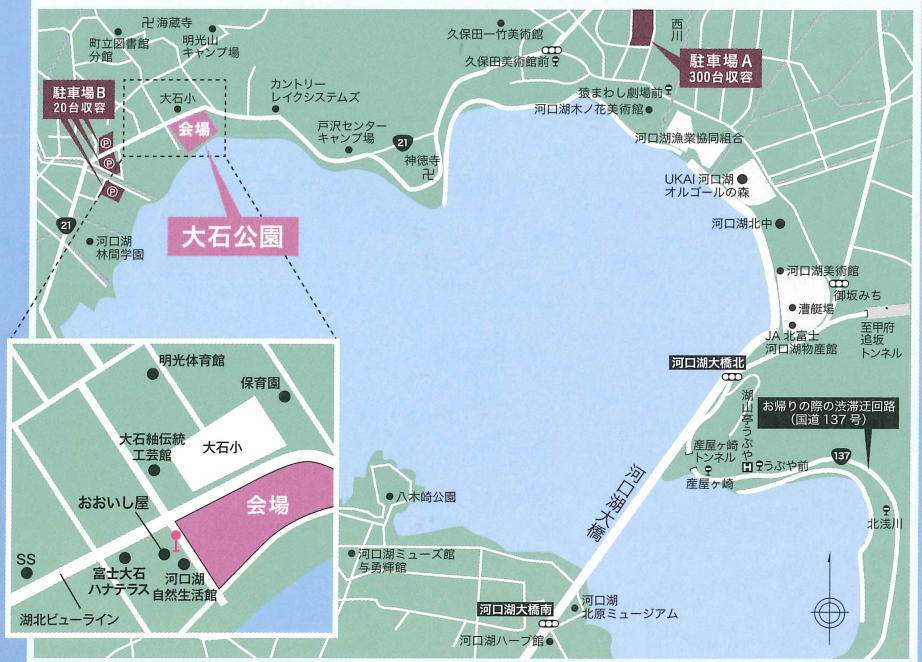 卍海蔵寺
町立図書館
分館
明光山
キャンプ場
駐車場B
20台収容
大石小
会場
カントリー
レイクシステムズ
戸沢センター
キャンプ場
21
神徳寺
卍
久保田一竹美術館
久保田美術館前
西川
駐車場A
300台収容
猿まわし劇場前
河口湖木ノ花美術館
河口湖漁業協同組合
UKAI 河口湖
オルゴールの森
河口湖北中
河口湖美術館
御坂みち
漕艇場
JA 北富士
河口湖物産館
至甲府
追坂
トンネル
P
P
P
21
河口湖
林間学園
大石公園
河口湖大橋北
湖山亭うぶや
お帰りの際の渋滞迂回路
(国道 137 号)
産屋ヶ崎
トンネル
産屋ヶ崎
H
うぶや前
137
北浅川
河口湖大橋
八木崎公園
河口湖ミューズ館
与勇輝館
河口湖大橋南
河口湖
北原ミュージアム
河口湖ハーブ館
明光体育館
保育園
大石紬伝統
工芸館
大石小
おおいし屋
会場
SS
富士大石
ハナテラス
河口湖
自然生活館
湖北ビューライン